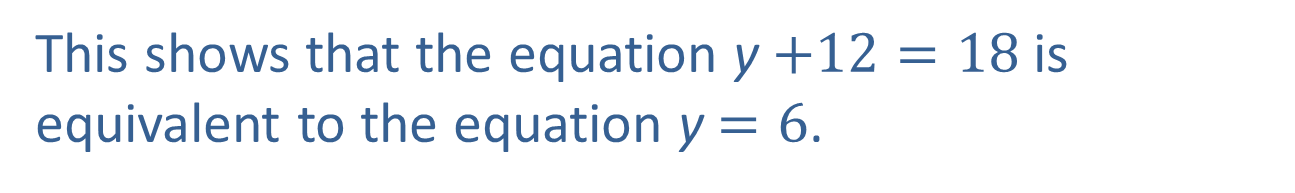 This shows that the equation y +12 = 18 is
equivalent to the equation y = 6.